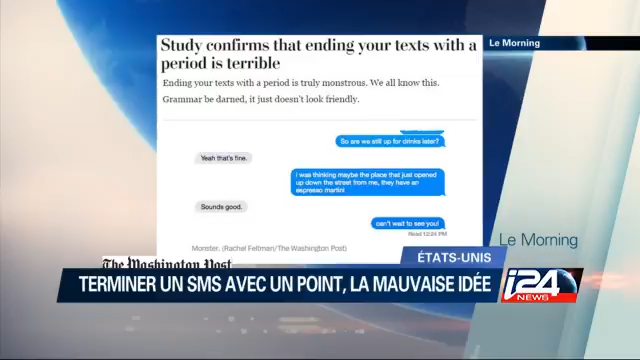 Le Morning
Study confirms that ending your texts with a
period is terrible
Ending your texts with a period is truly monstrous. We all know this.
Grammar be darned, it just doesn't look friendly.
So are we still up for drinks later?
Yeah that's fine.
i was thinking maybe the place that just opened
up down the street from me, they have an
espresso martini
Sounds good.
can't wait to see you!
Read 12:24 PM
Monster. (Rachel Feltman/The Washington Post)
Le Morning
The Washington Post
ÉTATS-UNIS
TERMINER UN SMS AVEC UN POINT, LA MAUVAISE IDÉE
i24
NEWS